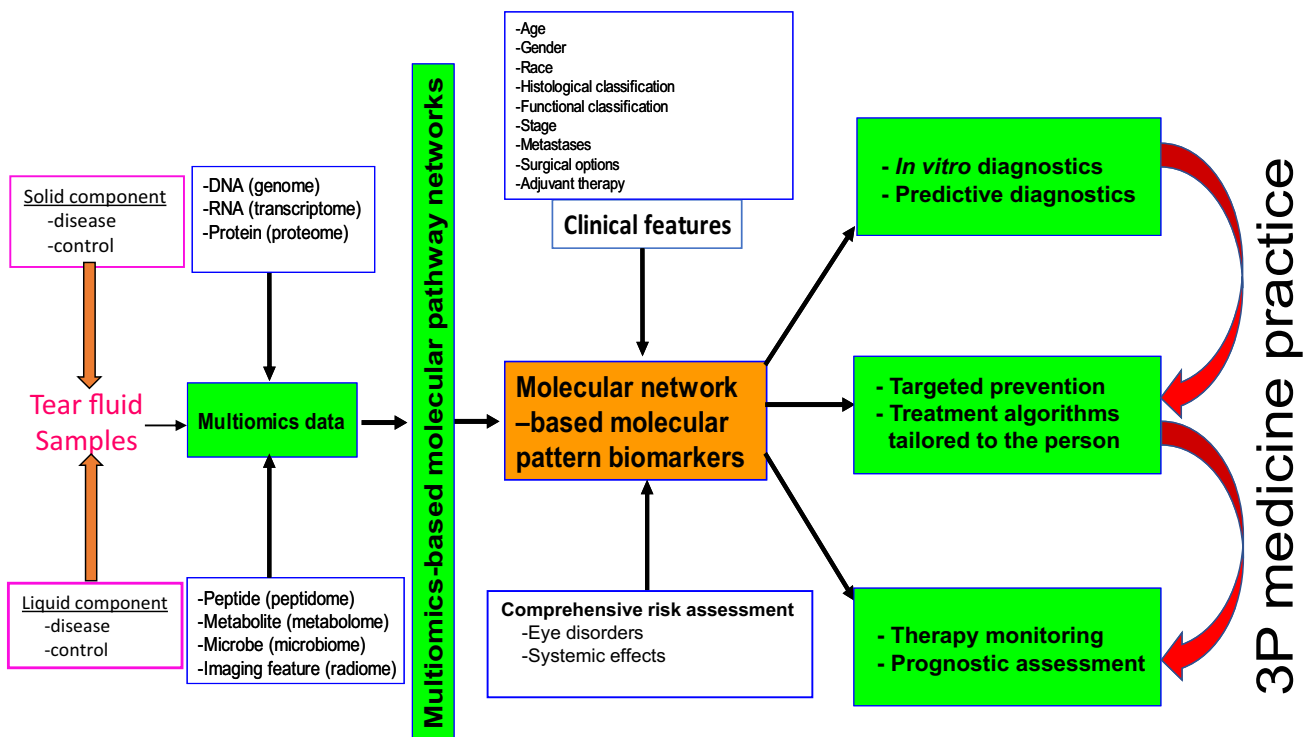 Solid component
-disease
-control
Tear fluid
Samples
Liquid component
-disease
-control
-DNA (genome)
-RNA (transcriptome)
-Protein (proteome)
Multiomics data
-Peptide (peptidome)
-Metabolite (metabolome)
-Microbe (microbiome)
-Imaging feature (radiome)
Multiomics-based molecular pathway networks
-Age
-Gender
-Race
-Histological classification
-Functional classification
-Stage
-Metastases
-Surgical options
-Adjuvant therapy
Clinical features
Molecular network
–based molecular
pattern biomarkers
Comprehensive risk assessment
-Eye disorders
-Systemic effects
- In vitro diagnostics
- Predictive diagnostics
- Targeted prevention
- Treatment algorithms
tailored to the person
- Therapy monitoring
- Prognostic assessment
3P medicine practice